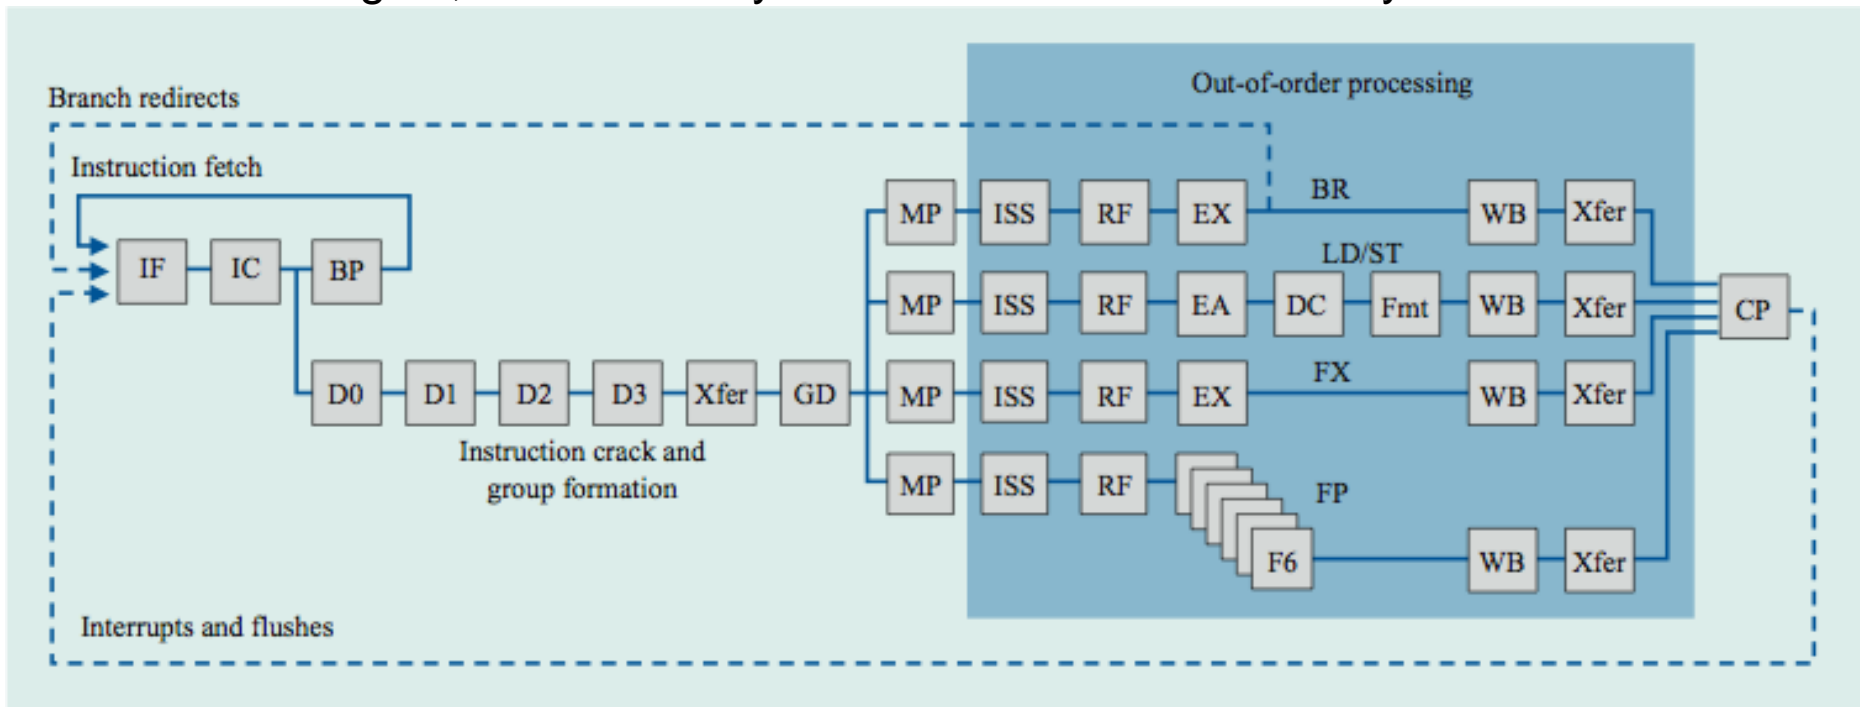 Branch redirects
Out-of-order processing
Instruction fetch
MP ISS RF EX BR WB Xfer
IF IC BP
LD/ST
MP ISS RF EA DC Fmt WB Xfer CP
FX
D0 D1 D2 D3 Xfer GD MP ISS RF EX WB Xfer
Instruction crack and
group formation
MP ISS RF FP
F6 WB Xfer
Interrupts and flushes